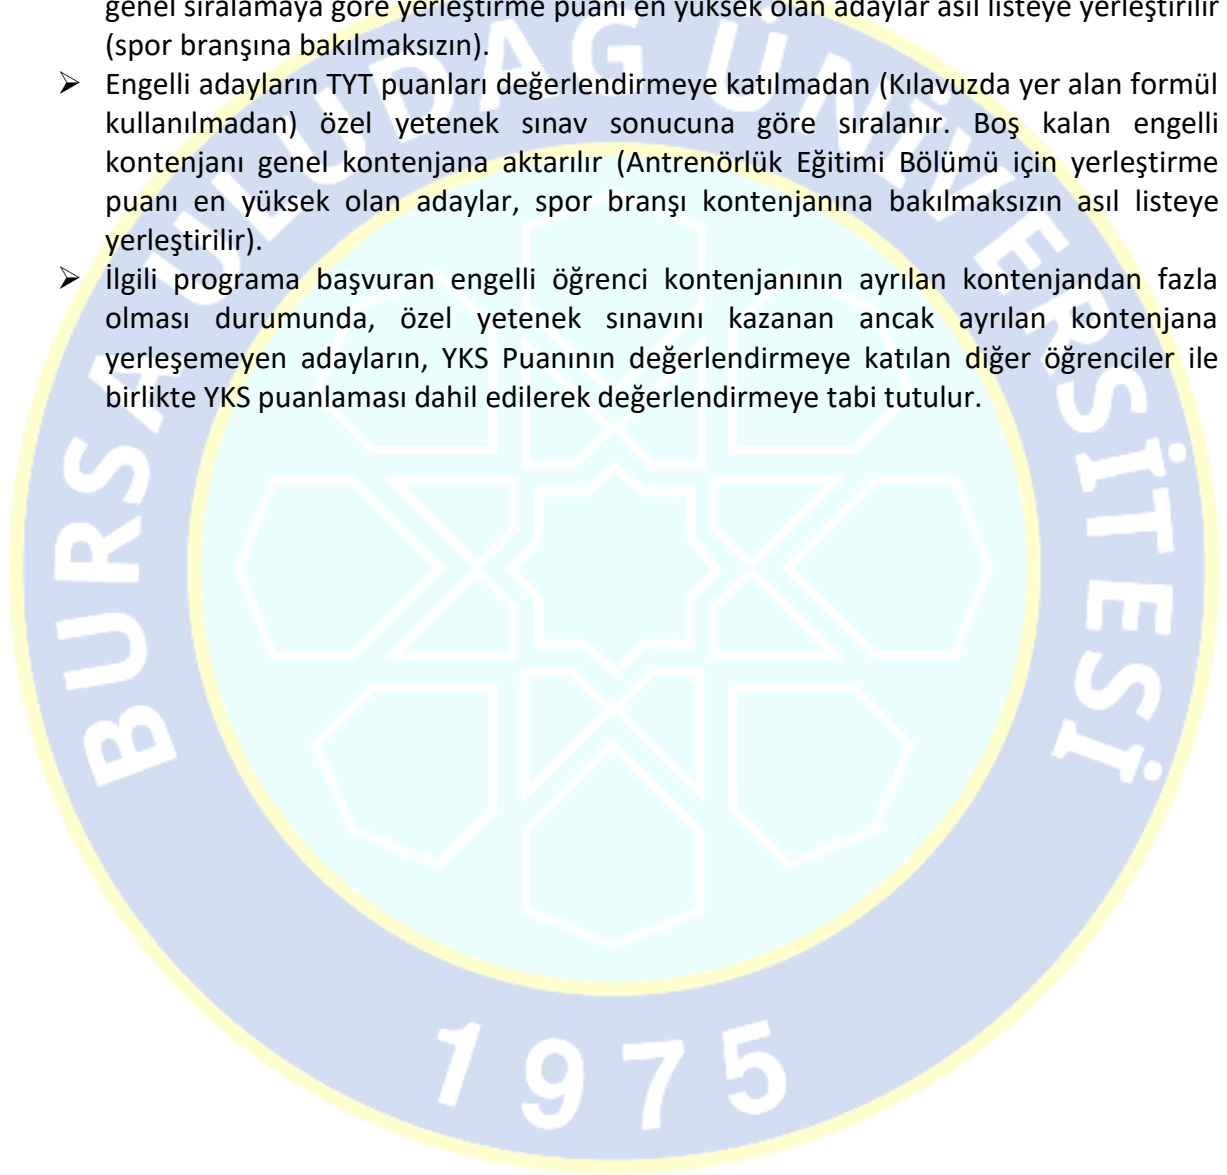 genel sıralamaya göre yerleştirme puanı en yüksek olan adaylar asıl listeye yerleştirilir
(spor branşına bakılmaksızın).
➢ Engelli adayların TYT puanları değerlendirmeye katılmadan (Kılavuzda yer alan formül
kullanılmadan) özel yetenek sınav sonucuna göre sıralanır. Boş kalan engelli
kontenjanı genel kontenjana aktarılır (Antrenörlük Eğitimi Bölümü için yerleştirme
puanı en yüksek olan adaylar, spor branşı kontenjanına bakılmaksızın asıl listeye
yerleştirilir).
➢ İlgili programa başvuran engelli öğrenci kontenjanının ayrılan kontenjandan fazla
olması durumunda, özel yetenek sınavını kazanan ancak ayrılan kontenjana
yerleşemeyen adayların, YKS Puanının değerlendirmeye katılan diğer öğrenciler ile
birlikte YKS puanlaması dahil edilerek değerlendirmeye tabi tutulur.
BURSA ULUDAĞ ÜNİVERSİTESİ
1975